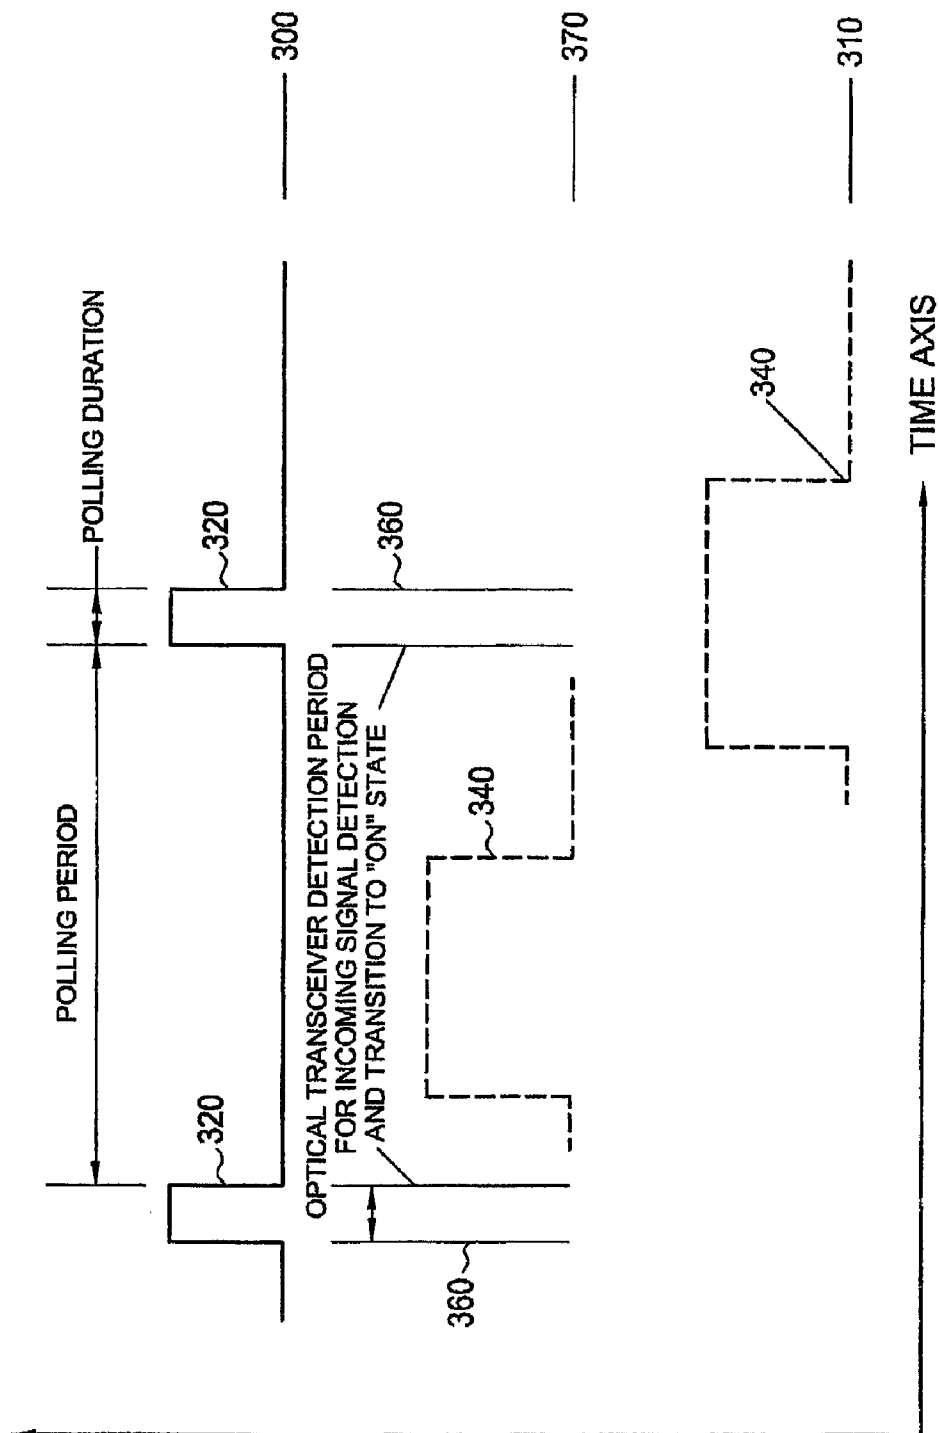 POLLING DURATION
POLLING PERIOD
320
320
300
OPTICAL TRANSCEIVER DETECTION PERIOD
FOR INCOMING SIGNAL DETECTION
AND TRANSITION TO "ON" STATE
360
360
340
370
340
310
TIME AXIS